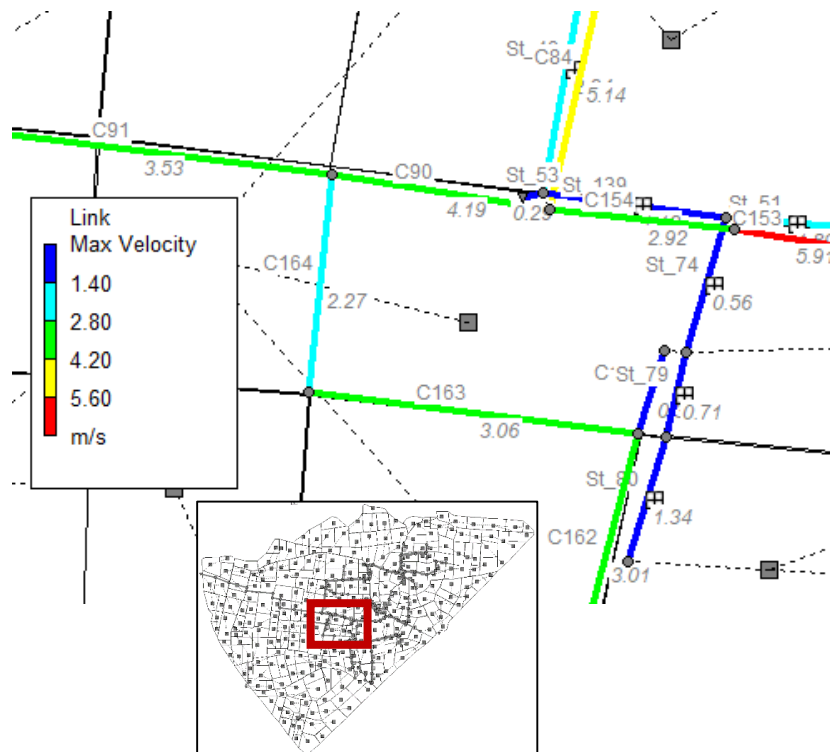 St_
C84
5.14
C91
3.53
C90
St_53
St_139
4.19
0.29
C154
2.92
St_51
C153
5.91
St_74
0.56
Link
Max Velocity
1.40
2.80
4.20
5.60
m/s
C164
2.27
St_79
0.71
C163
3.06
St_80
1.34
C162
3.01